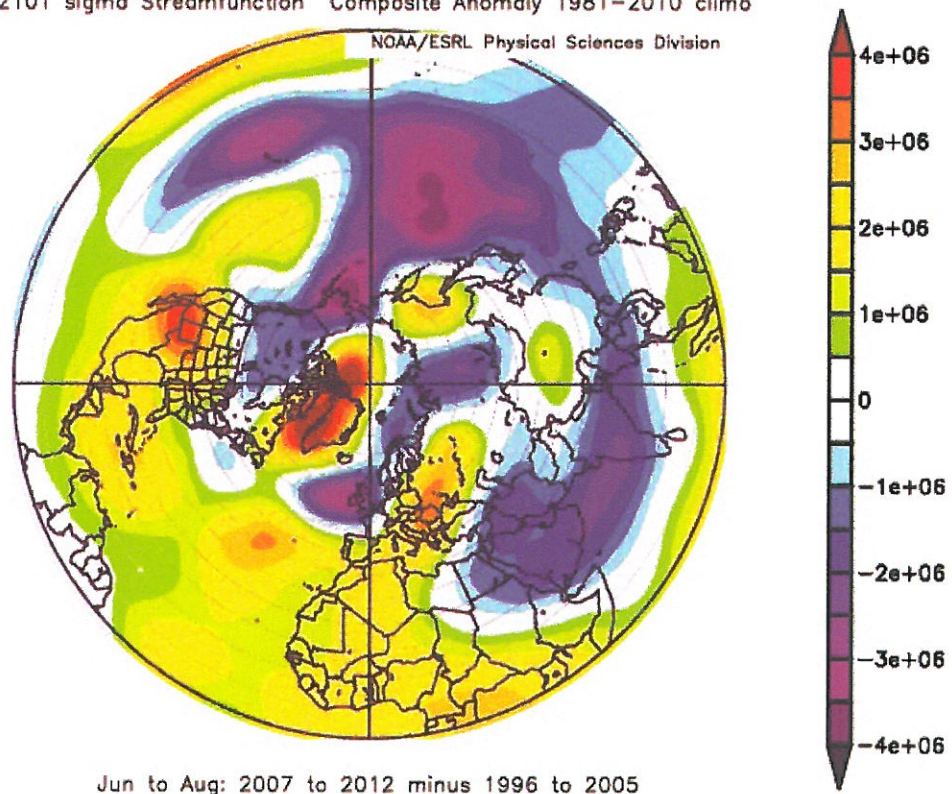 2101 sigma Streamfunction Composite Anomaly 1981-2010 climo
NOAA/ESRL Physical Sciences Division
4e+06
3e+06
2e+06
1e+06
0
-1e+06
-2e+06
-3e+06
-4e+06
Jun to Aug: 2007 to 2012 minus 1996 to 2005